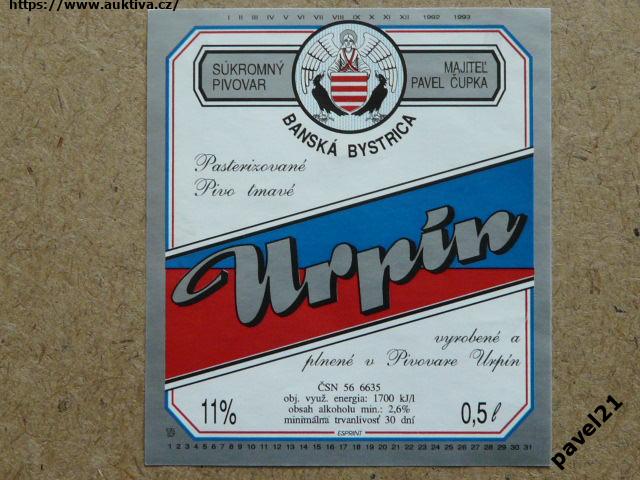 https://www.auktiva.cz/
I II III IV V VI VII VIII IX X XI XII 1992 1993
SÚKROMNÝ
PIVOVAR
MAJITEĽ
PAVEL ČUPKA
BANSKÁ BYSTRICA
Pasterizované
Pivo tmavé
Urpín
vyrobené a
plnené v Pivovare Urpín
ČSN 56 6635
obj. využ. energia: 1700 kJ/l
obsah alkoholu min.: 2,6%
minimálna trvanlivosť 30 dní
11%
0,5 l
ESPRINT
1 2 3 4 5 6 7 8 9 10 11 12 13 14 15 16 17 18 19 20 21 22 23 24 25 26 27 28 29 30 31
pavel21